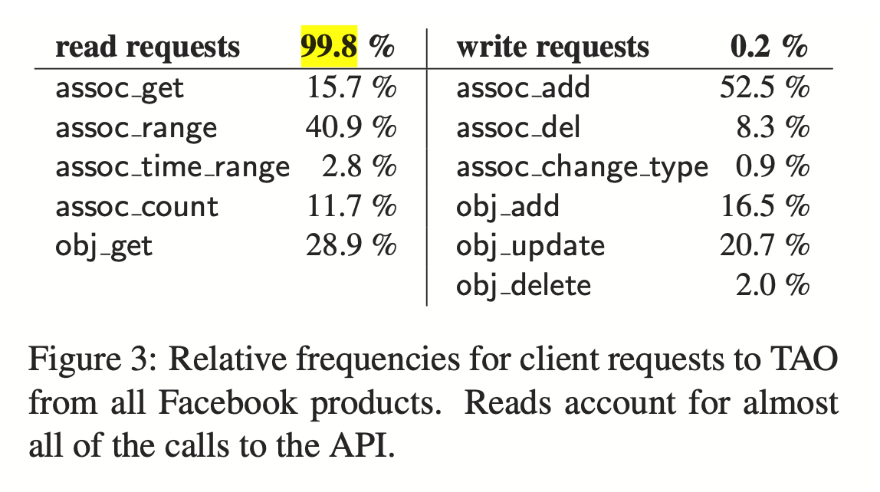 read requests 99.8 % write requests 0.2 %
assoc_get 15.7 % assoc_add 52.5 %
assoc_range 40.9 % assoc_del 8.3 %
assoc_time_range 2.8 % assoc_change_type 0.9 %
assoc_count 11.7 % obj_add 16.5 %
obj_get 28.9 % obj_update 20.7 %
obj_delete 2.0 %
Figure 3: Relative frequencies for client requests to TAO
from all Facebook products. Reads account for almost
all of the calls to the API.